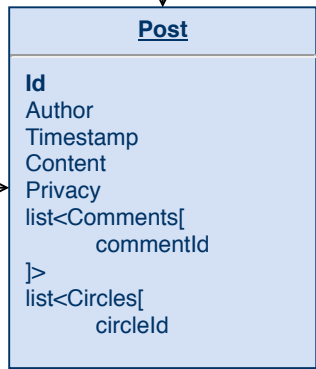 Post
Id
Author
Timestamp
Content
Privacy
list<Comments[
commentId
]>
list<Circles[
circleId